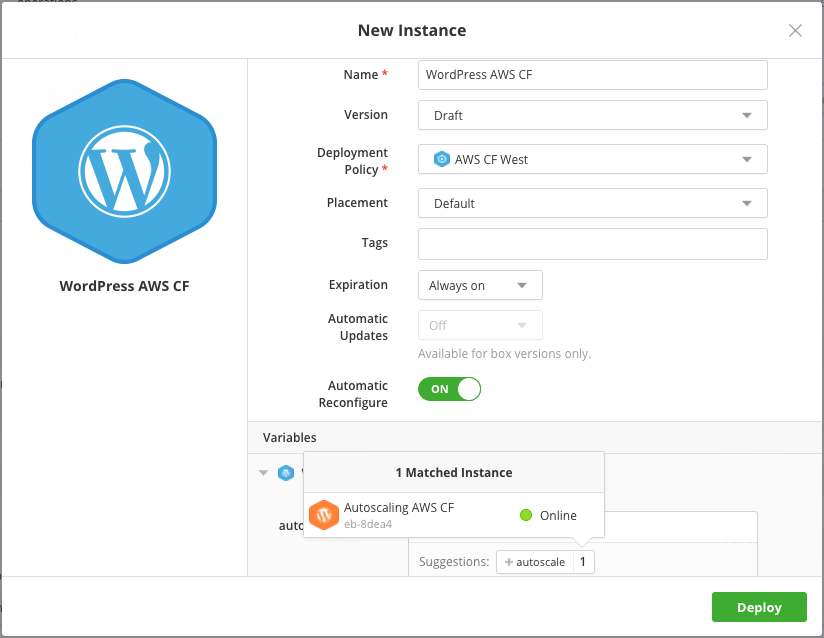 New Instance
WordPress AWS CF
Name *
WordPress AWS CF
Version
Draft
Deployment
Policy *
AWS CF West
Placement
Default
Tags
Expiration
Always on
Automatic
Updates
Off
Available for box versions only.
Automatic
Reconfigure
ON
Variables
1 Matched Instance
Autoscaling AWS CF
eb-8dea4
Online
auto
Suggestions:
+ autoscale
1
Deploy